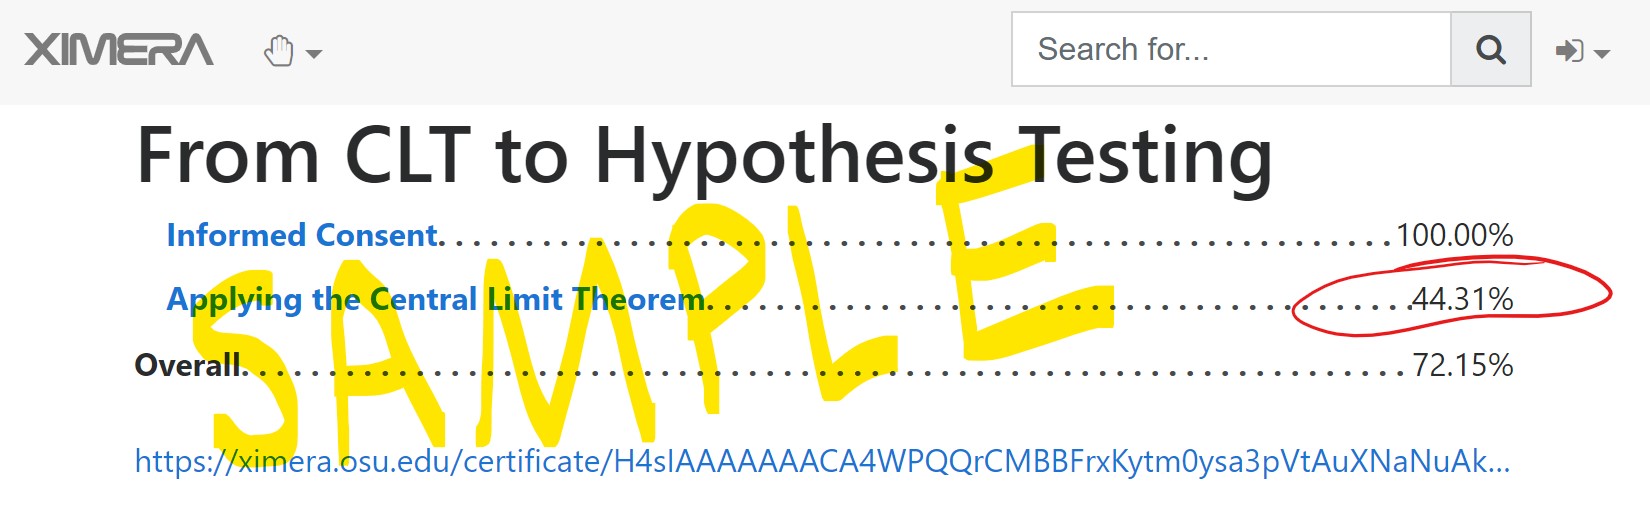 XIMERA
Search for...
From CLT to Hypothesis Testing
Informed Consent. . . . . . . . . . . . . . . . . . . . . . . . . . . . . . . . . . . . . . . . . . . . . . . . . . . . .100.00%
Applying the Central Limit Theorem. . . . . . . . . . . . . . . . . . . . . . . . . . . . . . . . . . . . . . .44.31%
Overall. . . . . . . . . . . . . . . . . . . . . . . . . . . . . . . . . . . . . . . . . . . . . . . . . . . . . . . . . . . . . . . . .72.15%
SAMPLE
https://ximera.osu.edu/certificate/H4sIAAAAAAACA4WPQQrCMBBFrxKytm0ysa3pVtAuXNaNuAk...